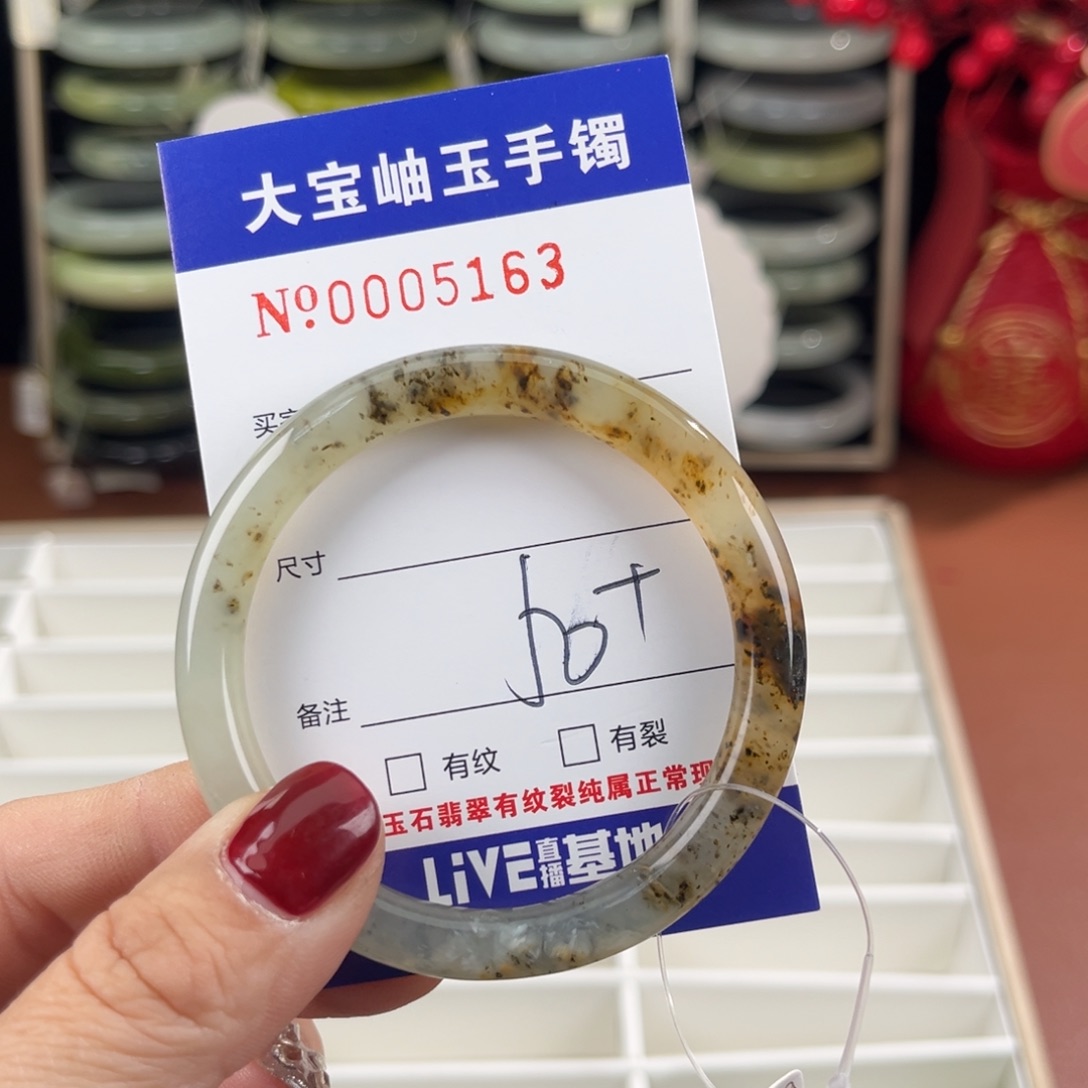 大宝岫玉手镯
№0005163
买
尺寸
50+
备注
有纹 有裂
玉石翡翠有纹裂纯属正常现
LiVE直播基地